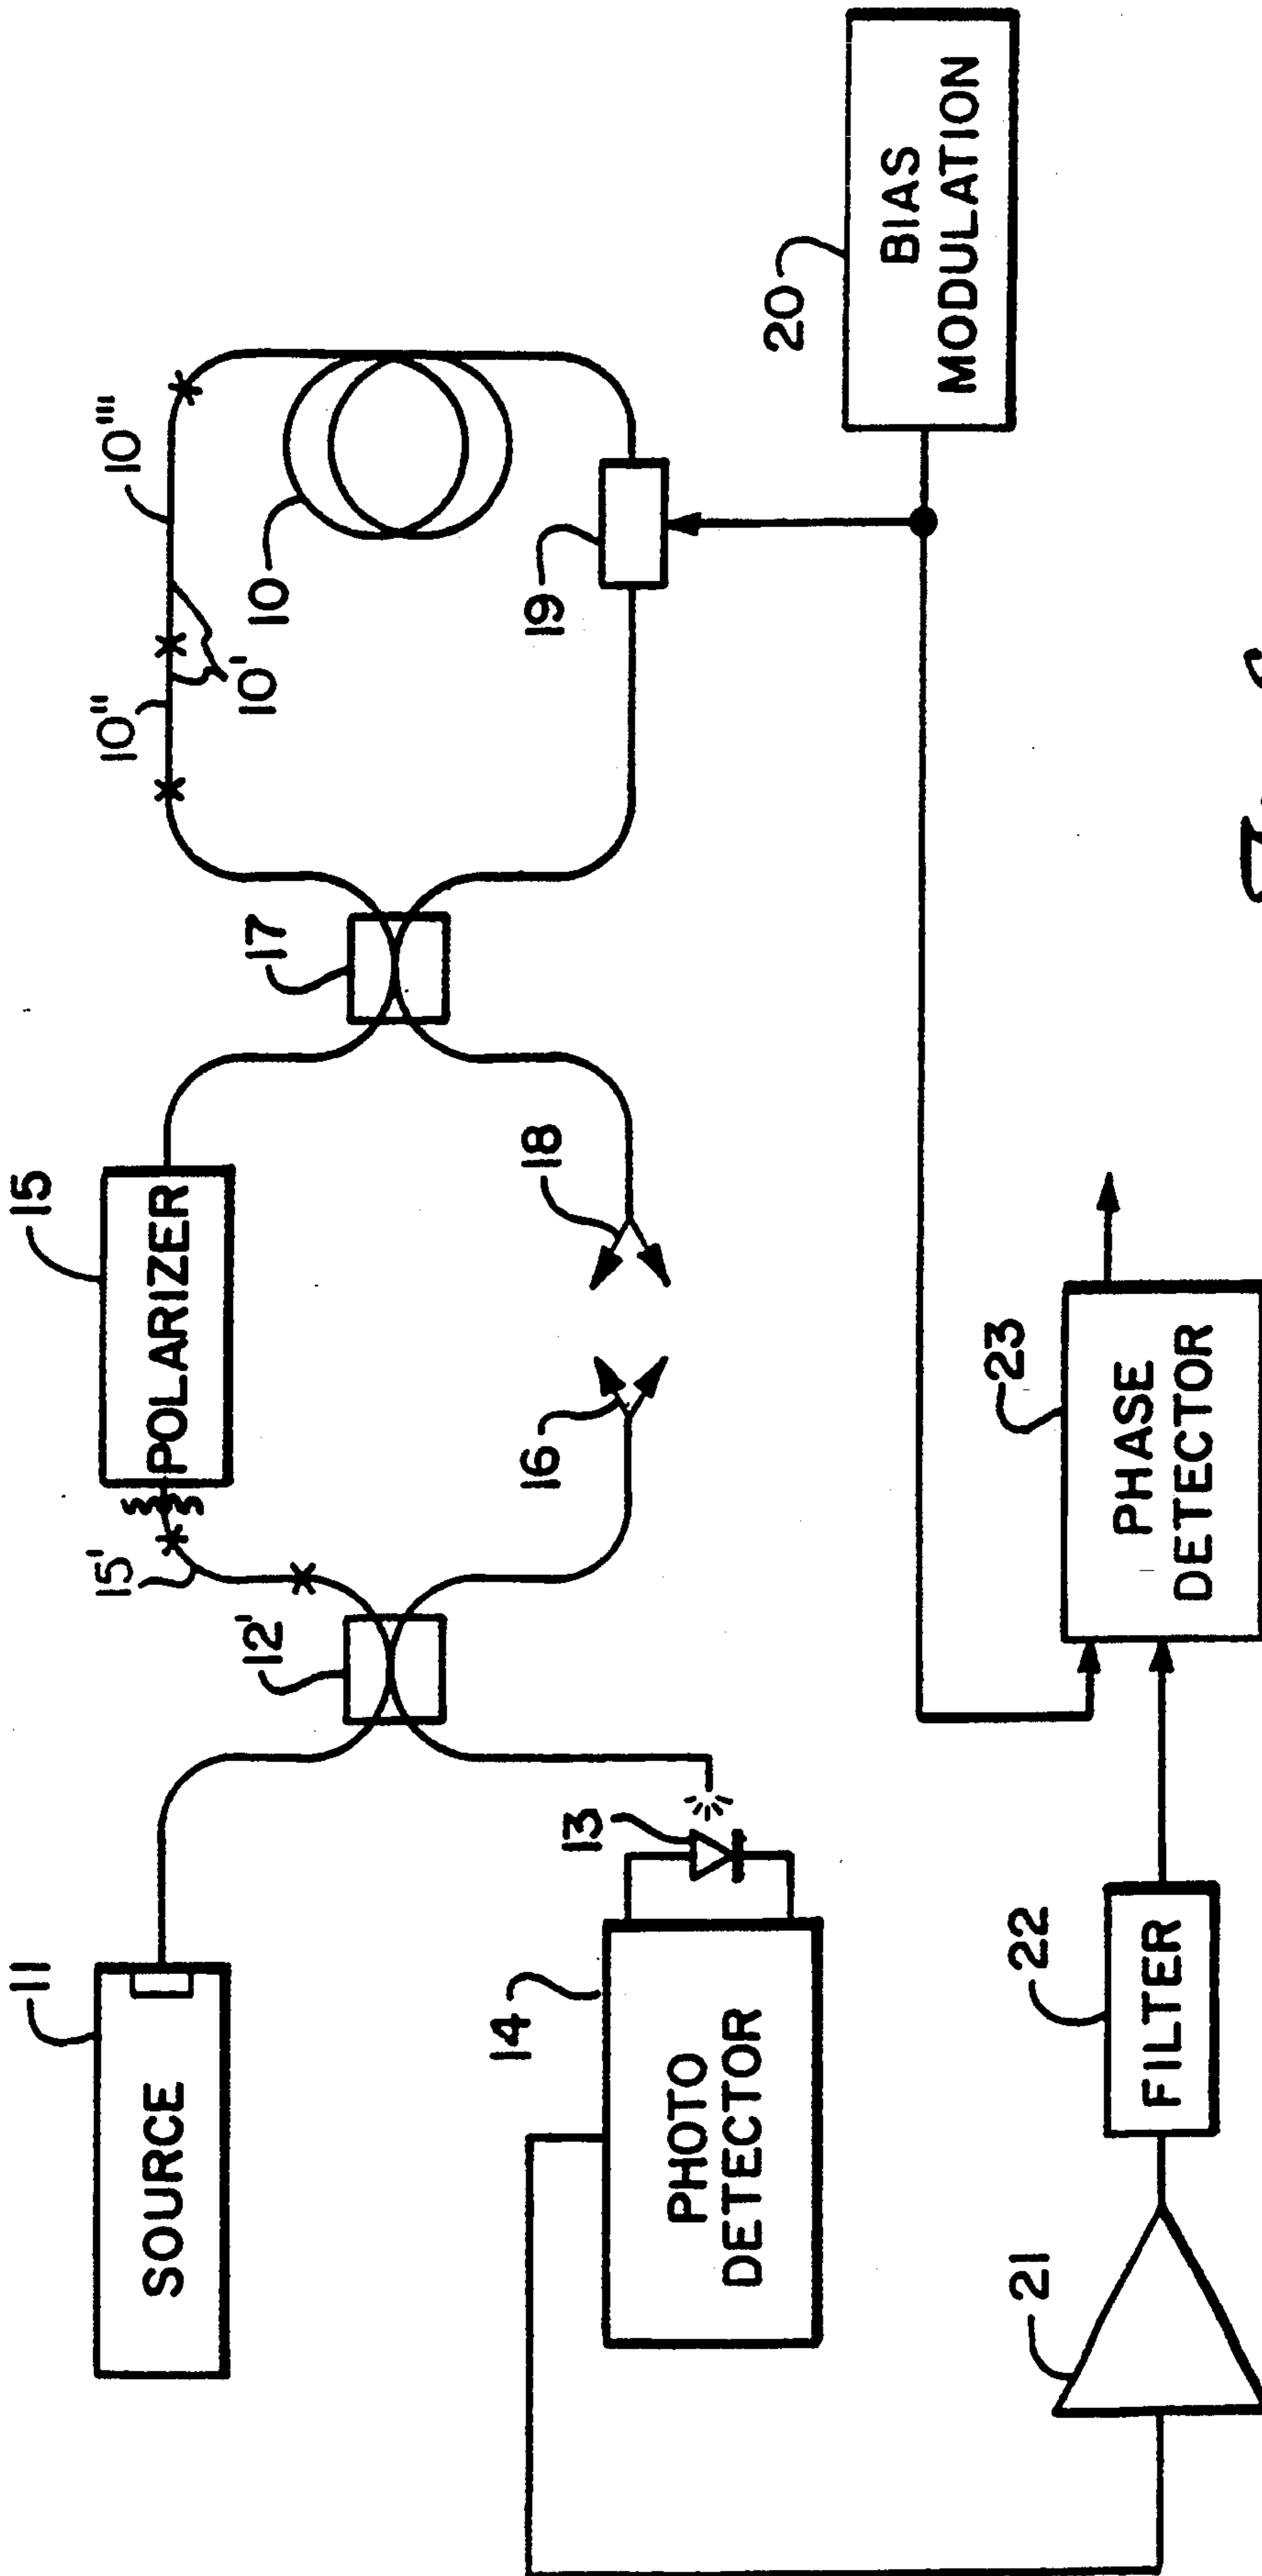 11
SOURCE
12'
15'
15
POLARIZER
17
10"
10'
10'''
10
14
PHOTO
DETECTOR
13
16
18
19
20
BIAS
MODULATION
21
22
FILTER
23
PHASE
DETECTOR